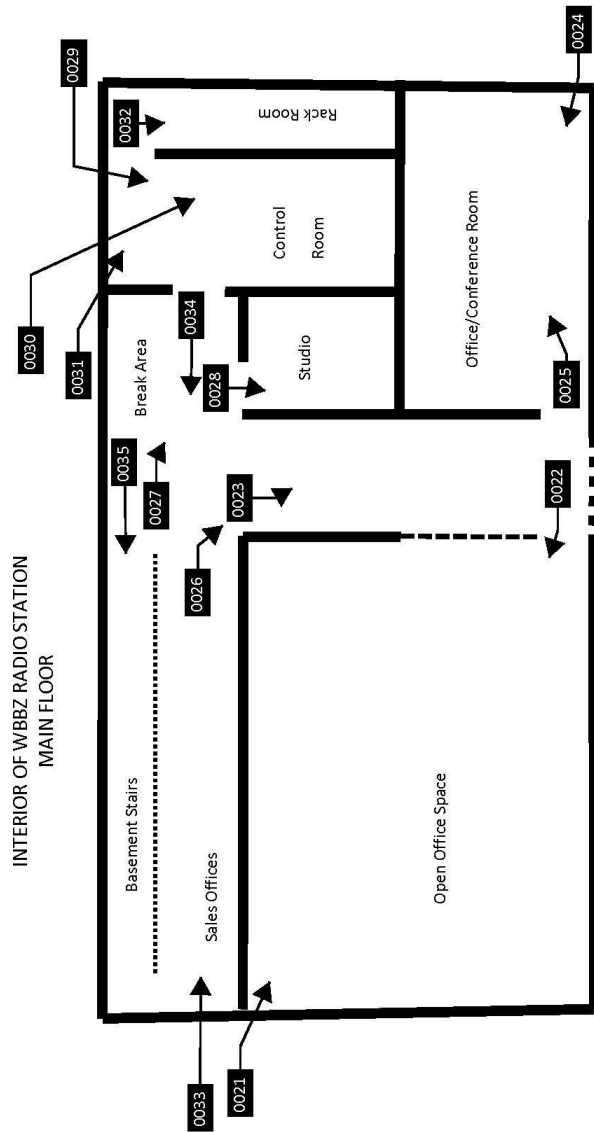 INTERIOR OF WBBZ RADIO STATION
MAIN FLOOR
0033
0021
Basement Stairs
Sales Offices
Open Office Space
0026
0035
0027
0023
0022
Break Area
0034
0028
Studio
0025
0030
0031
Control
Room
Office/Conference Room
0029
0032
Rack Room
0024